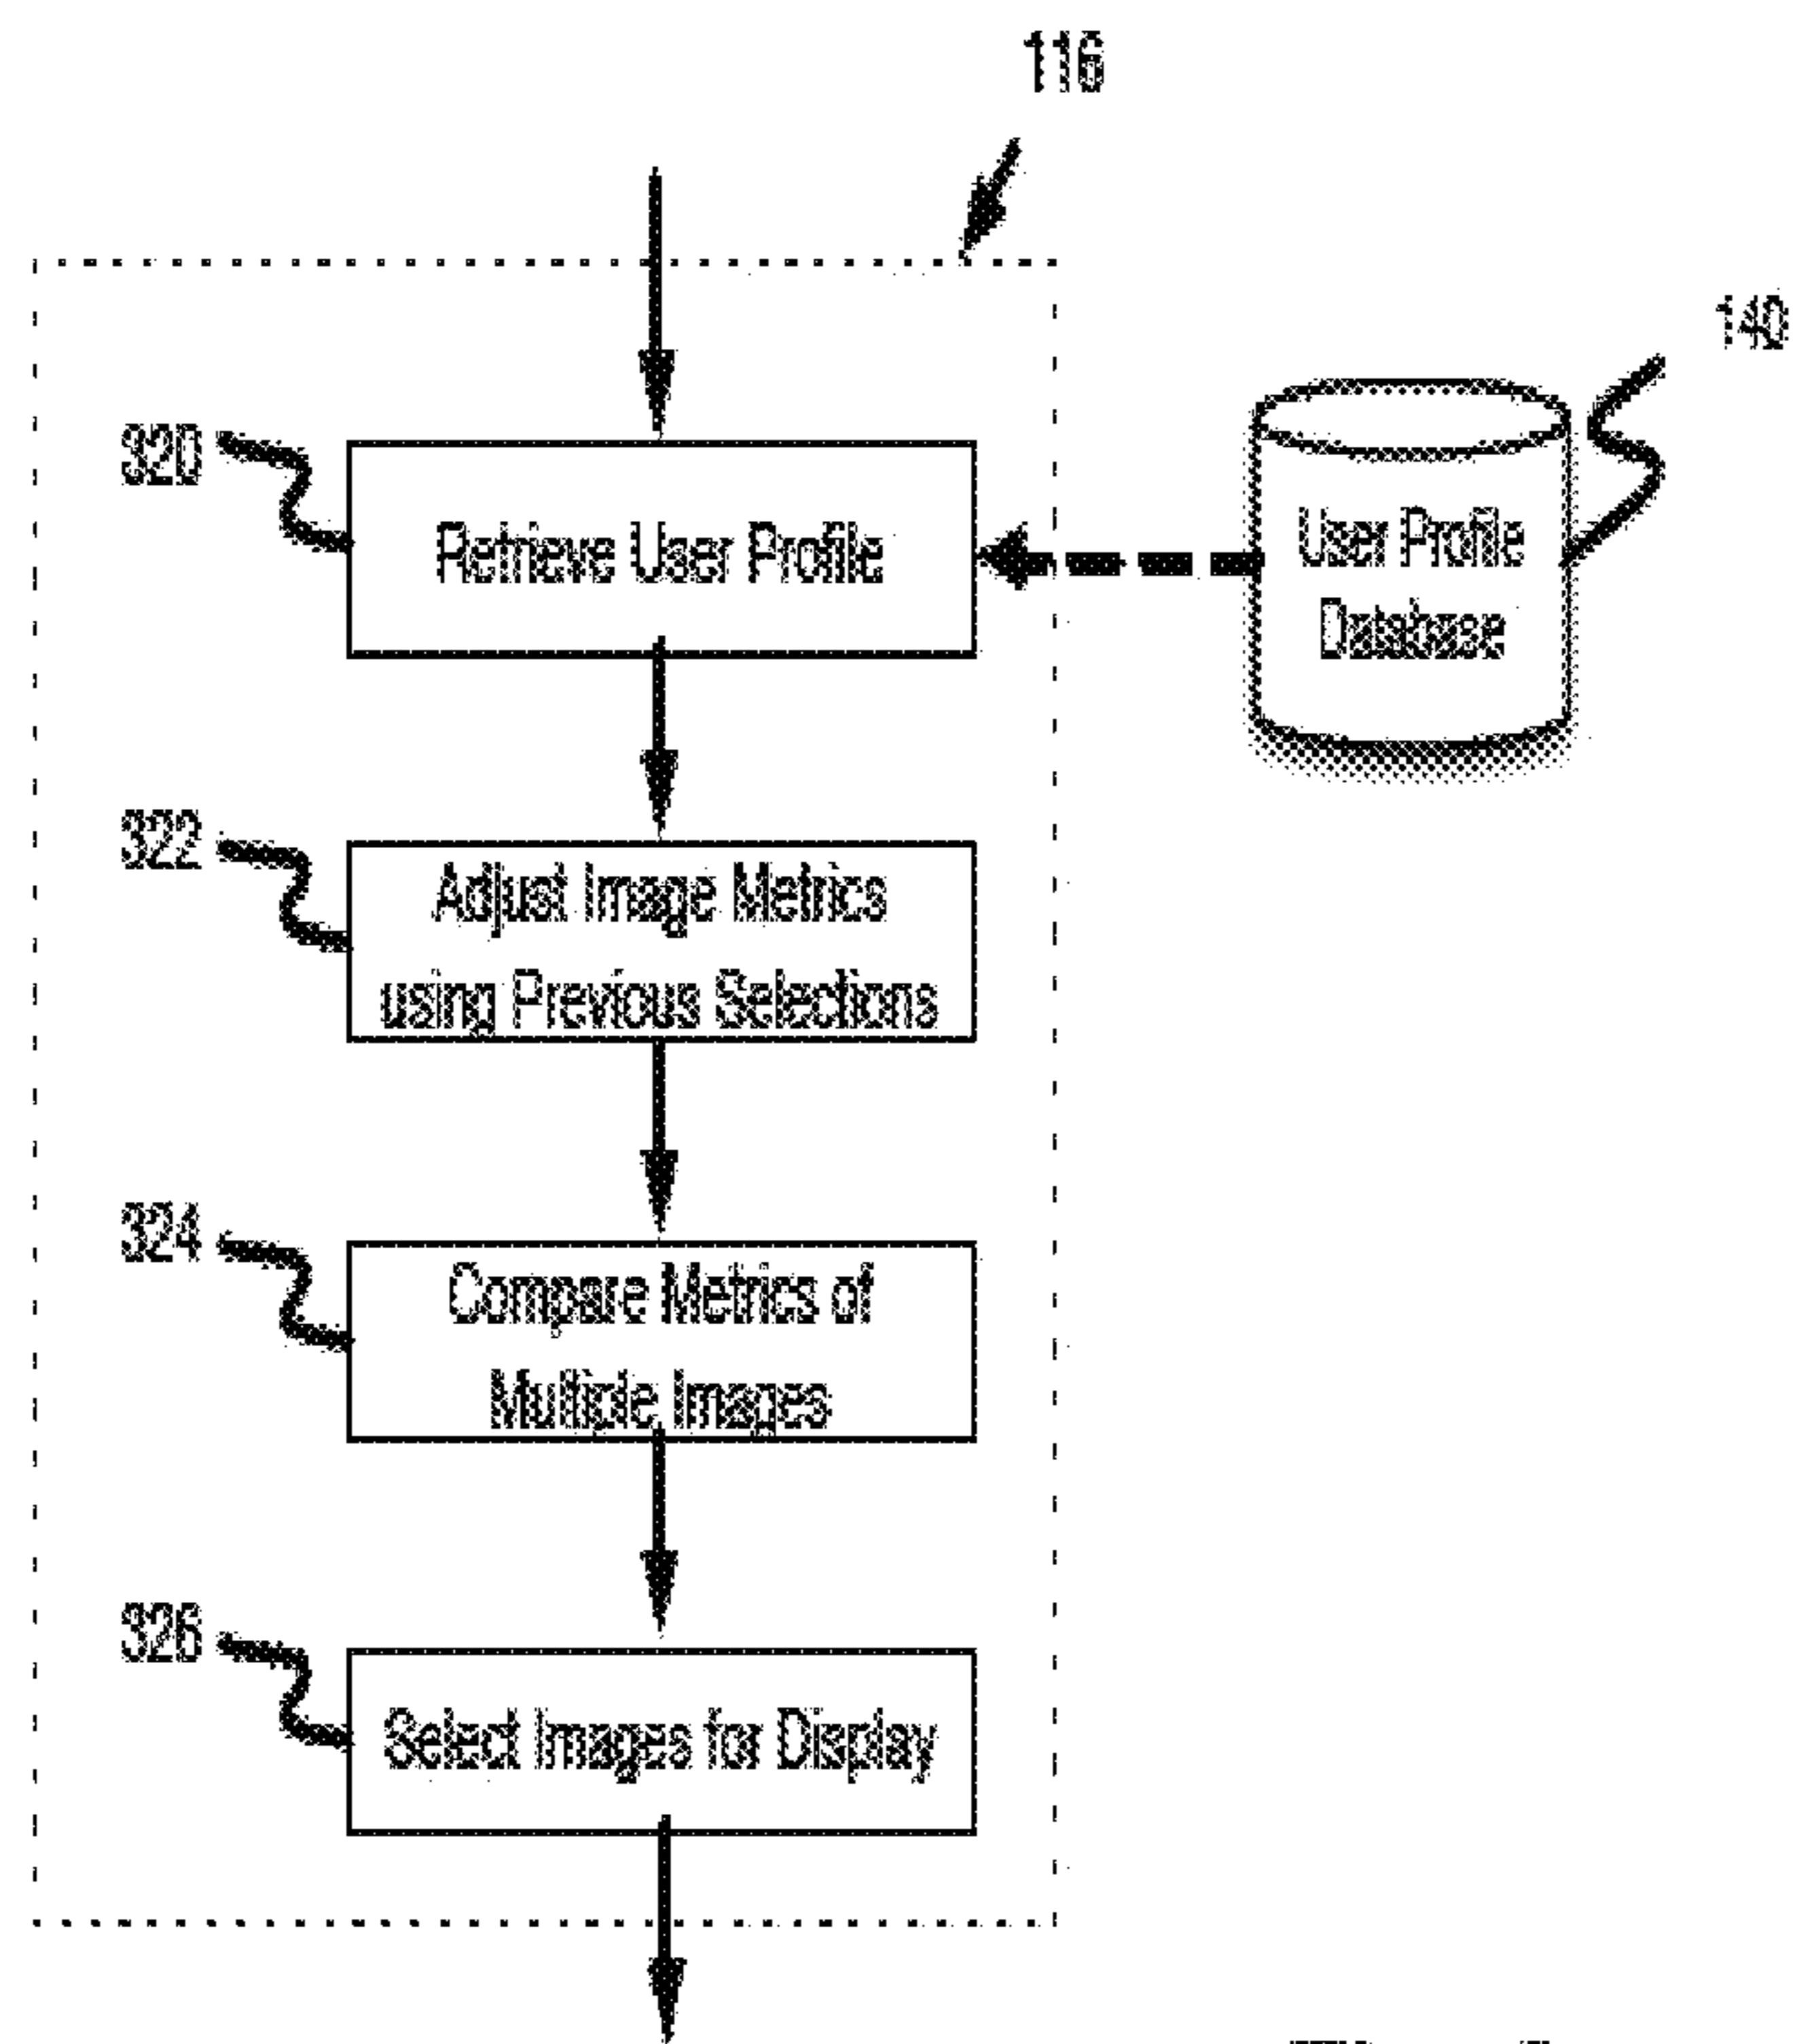 116
140
320
Retrieve User Profile
User Profile
Database
322
Adjust Image Metrics
using Previous Selections
324
Compare Metrics of
Multiple Images
326
Select Images for Display